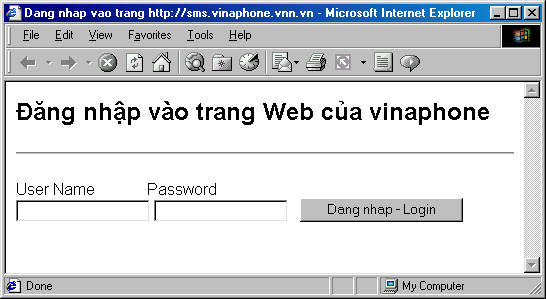 Dang nhap vao trang http://sms.vinaphone.vnn.vn - Microsoft Internet Explorer
File Edit View Favorites Tools Help
Đăng nhập vào trang Web của vinaphone
User Name Password
Dang nhap - Login
Done My Computer